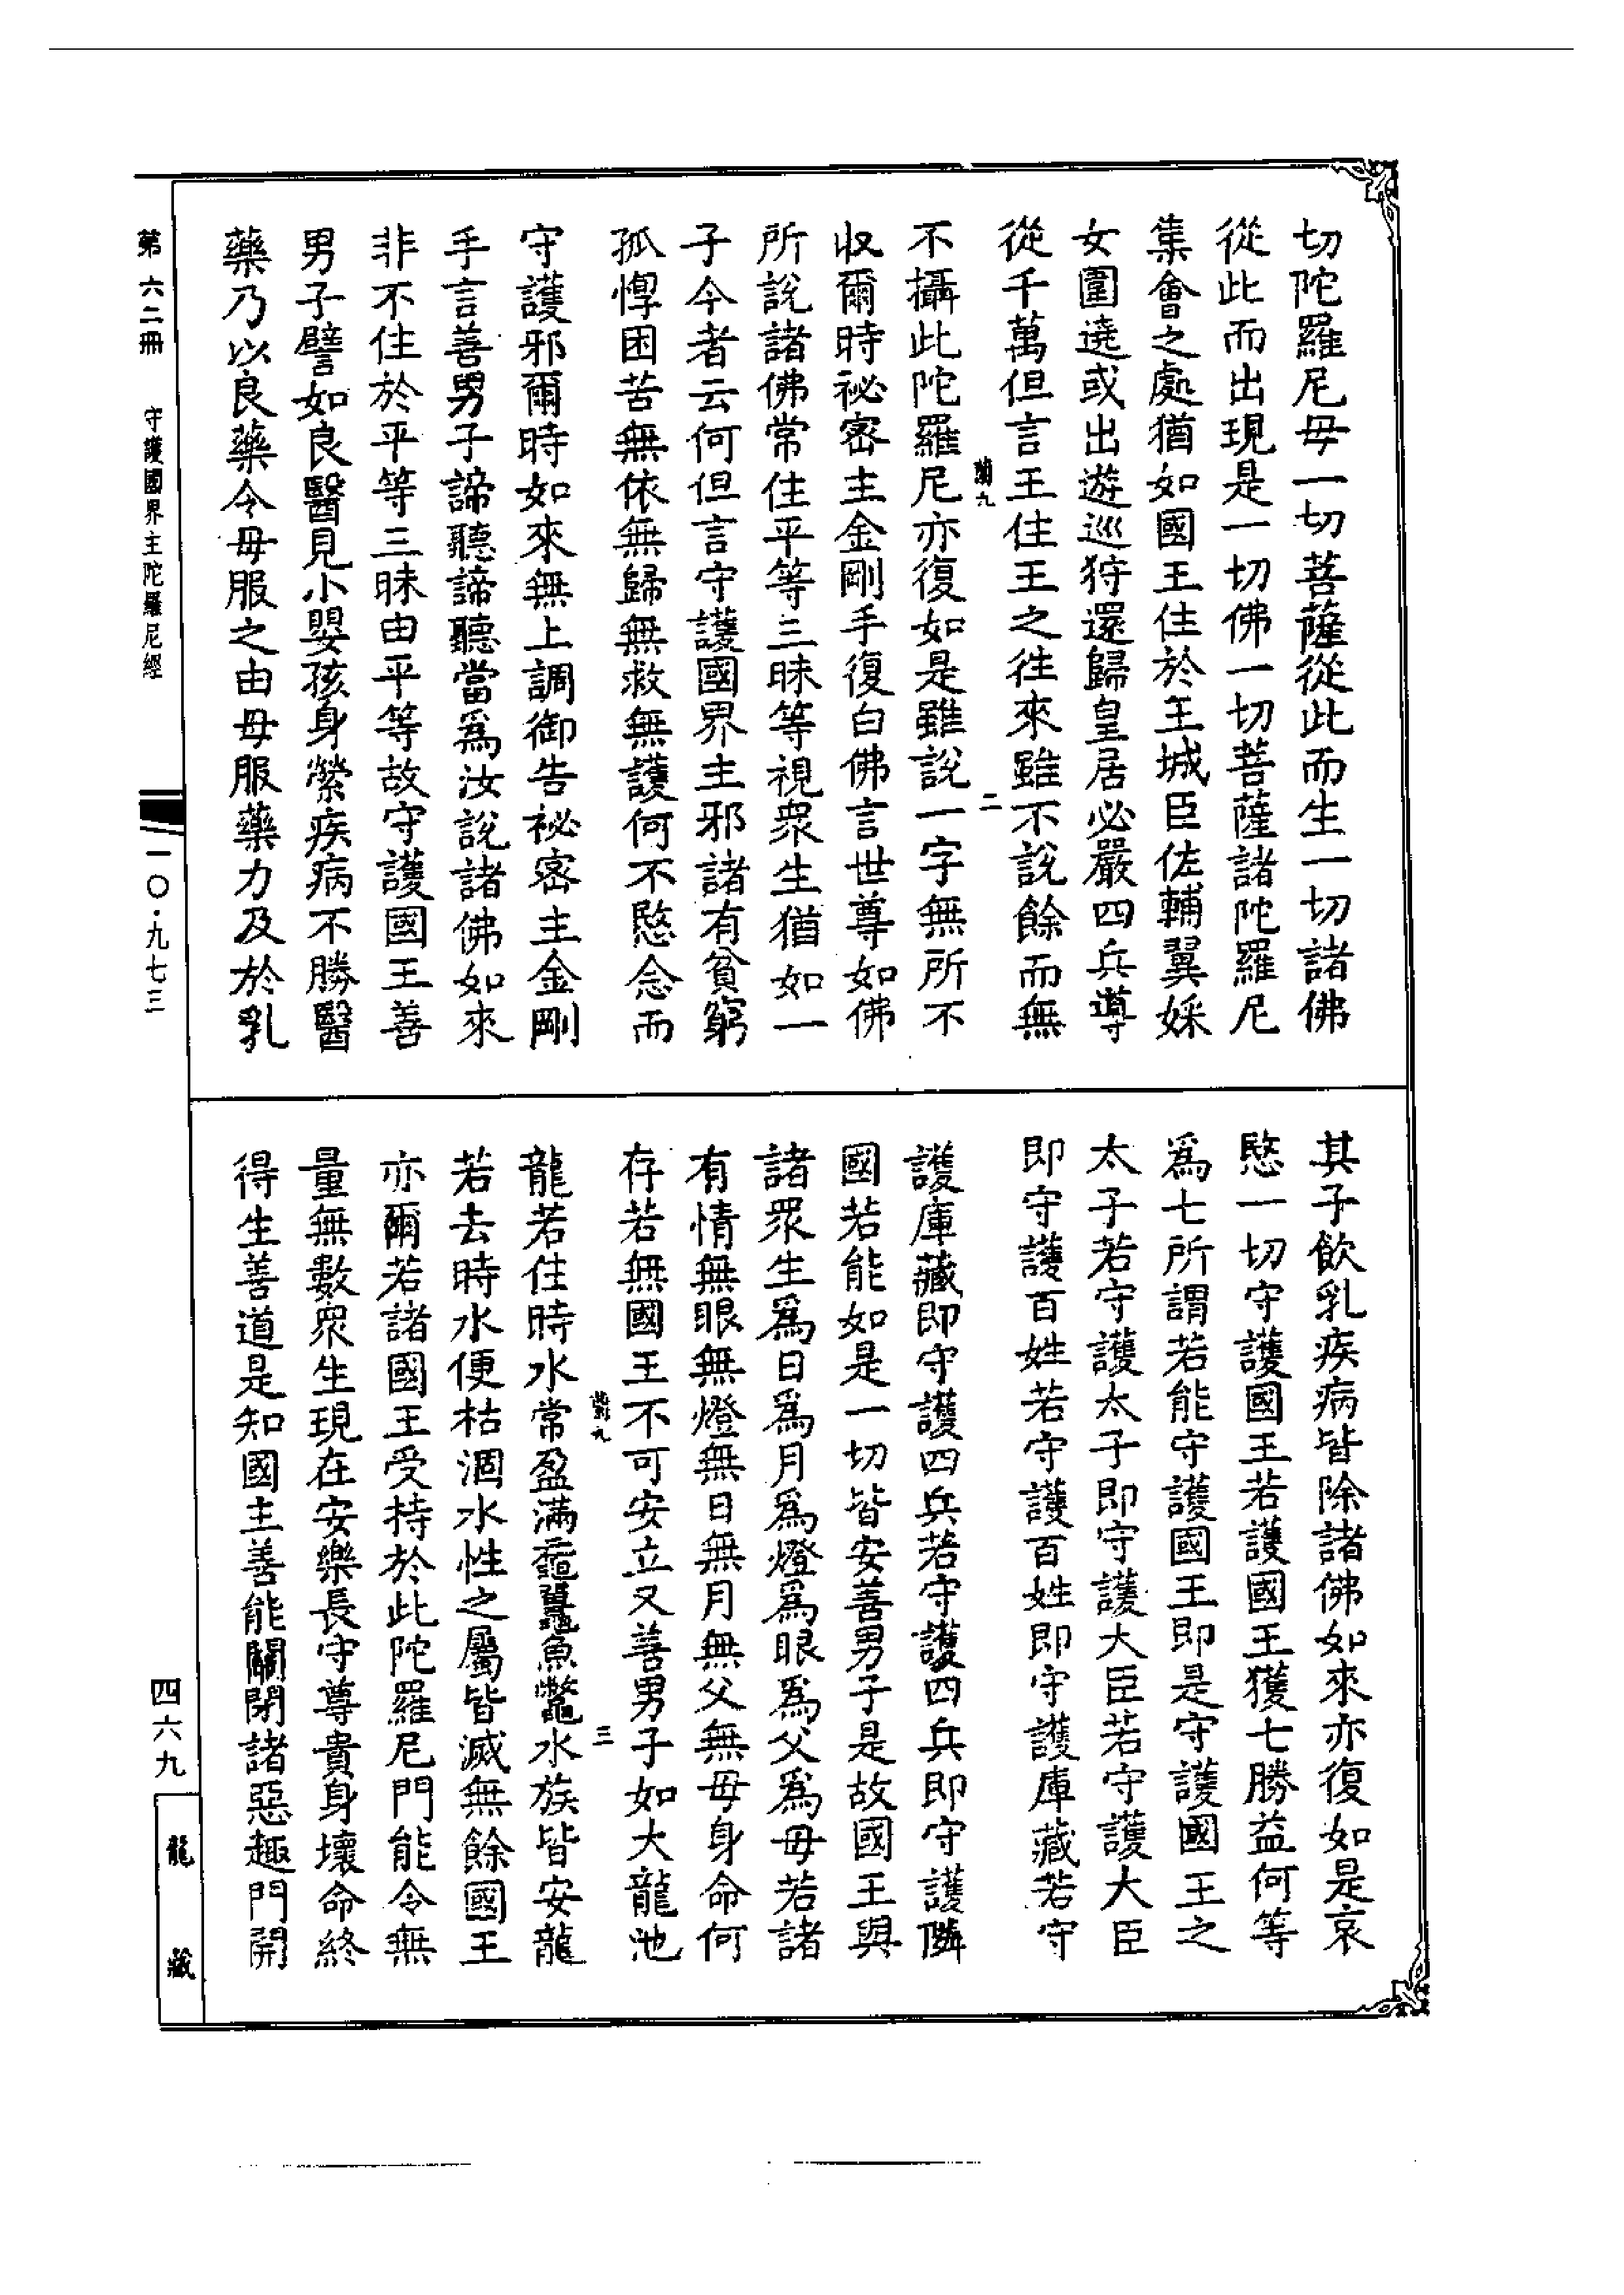 切陀羅尼母一切菩薩從此而生一切諸佛
從此而出現是一切佛一切菩薩諸陀羅尼
集會之處猶如國王住於王城臣佐輔翼婇
女圍遶或出遊巡狩還歸皇居必嚴四兵導
從千萬但言王住王之往來雖不說餘而無
蘭九
二
不攝此陀羅尼亦復如是雖說一字無所不
收爾時祕密主金剛手復白佛言世尊如佛
所說諸佛常住平等三昧等視衆生猶如一
子今者云何但言守護國界主邪諸有貧窮
孤惸困苦無依無歸無救無護何不愍念而
守護邪爾時如來無上調御告祕密主金剛
手言善男子諦聽諦聽當爲汝說諸佛如來
非不住於平等三昧由平等故守護國王善
男子譬如良醫見小嬰孩身縈疾病不勝醫
藥乃以良藥令母服之由母服藥力及於乳
其子飲乳疾病皆除諸佛如來亦復如是哀
愍一切守護國王若護國王獲七勝益何等
爲七所謂若能守護國王即是守護國王之
太子若守護太子即守護大臣若守護大臣
即守護百姓若守護百姓即守護庫藏若守
護庫藏即守護四兵若守護四兵即守護隣
國若能如是一切皆安善男子是故國王與
諸眾生爲日爲月爲燈爲眼爲父爲母若諸
有情無眼無燈無日無月無父無母身命何
存若無國王不可安立又善男子如大龍池
蘭九
三
龍若住時水常盈滿黿鼉魚鼈水族皆安龍
若去時水便枯涸水性之屬皆滅無餘國王
亦爾若諸國王受持於此陀羅尼門能令無
量無數眾生現在安樂長守尊貴身壞命終
得生善道是知國主善能關閉諸惡趣門開
第六二冊 守護國界主陀羅尼經
一〇·九七三
四六九
龍藏